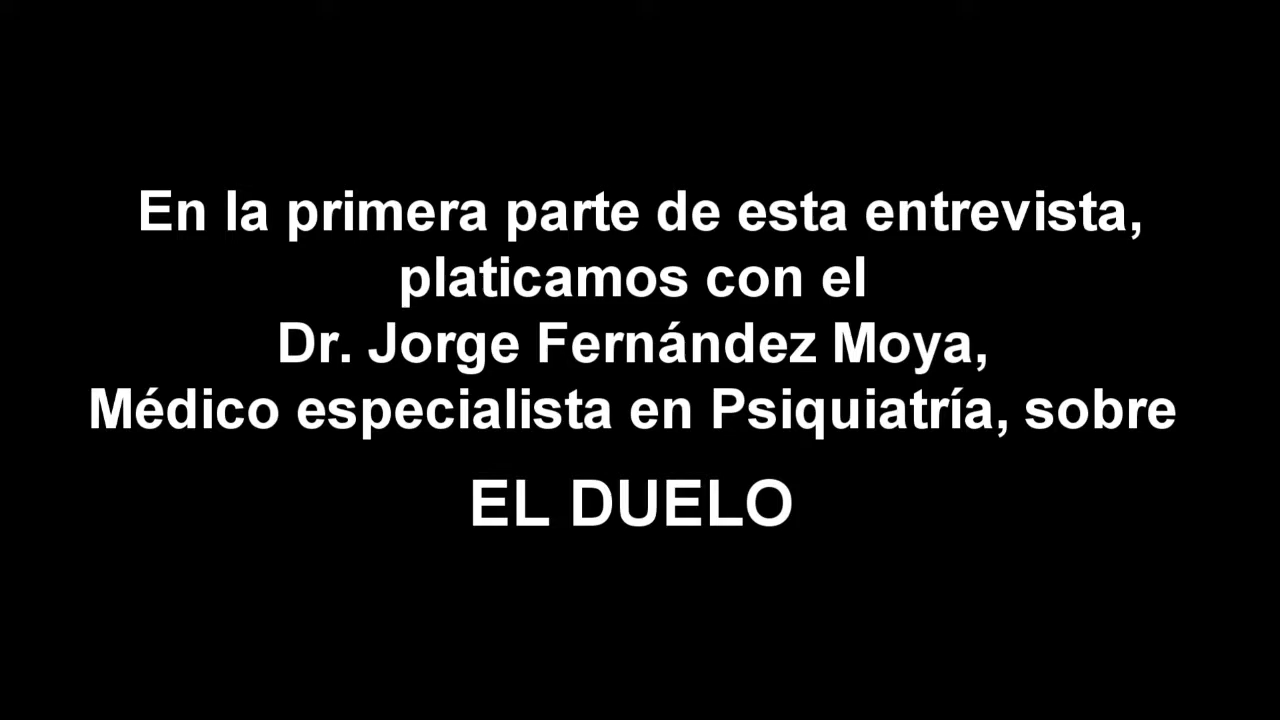 En la primera parte de esta entrevista,
platicamos con el
Dr. Jorge Fernández Moya,
Médico especialista en Psiquiatría, sobre
EL DUELO